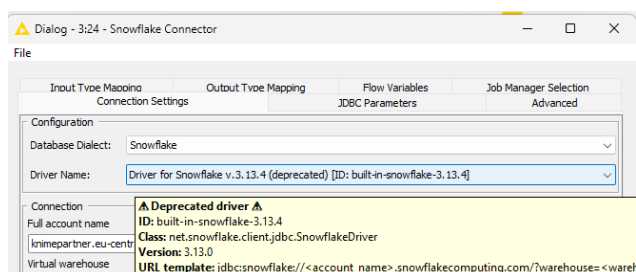 Dialog - 3:24 - Snowflake Connector
File
Input Type Mapping Output Type Mapping Flow Variables Job Manager Selection
Connection Settings JDBC Parameters Advanced
Configuration
Database Dialect: Snowflake
Driver Name: Driver for Snowflake v.3.13.4 (deprecated) [ID: built-in-snowflake-3.13.4]
Connection
⚠ Deprecated driver ⚠
Full account name
ID: built-in-snowflake-3.13.4
knimepartner.eu-centr
Class: net.snowflake.client.jdbc.SnowflakeDriver
Version: 3.13.0
Virtual warehouse
URL template: jdbc:snowflake://<account_name>.snowflakecomputing.com/?warehouse=<wareh